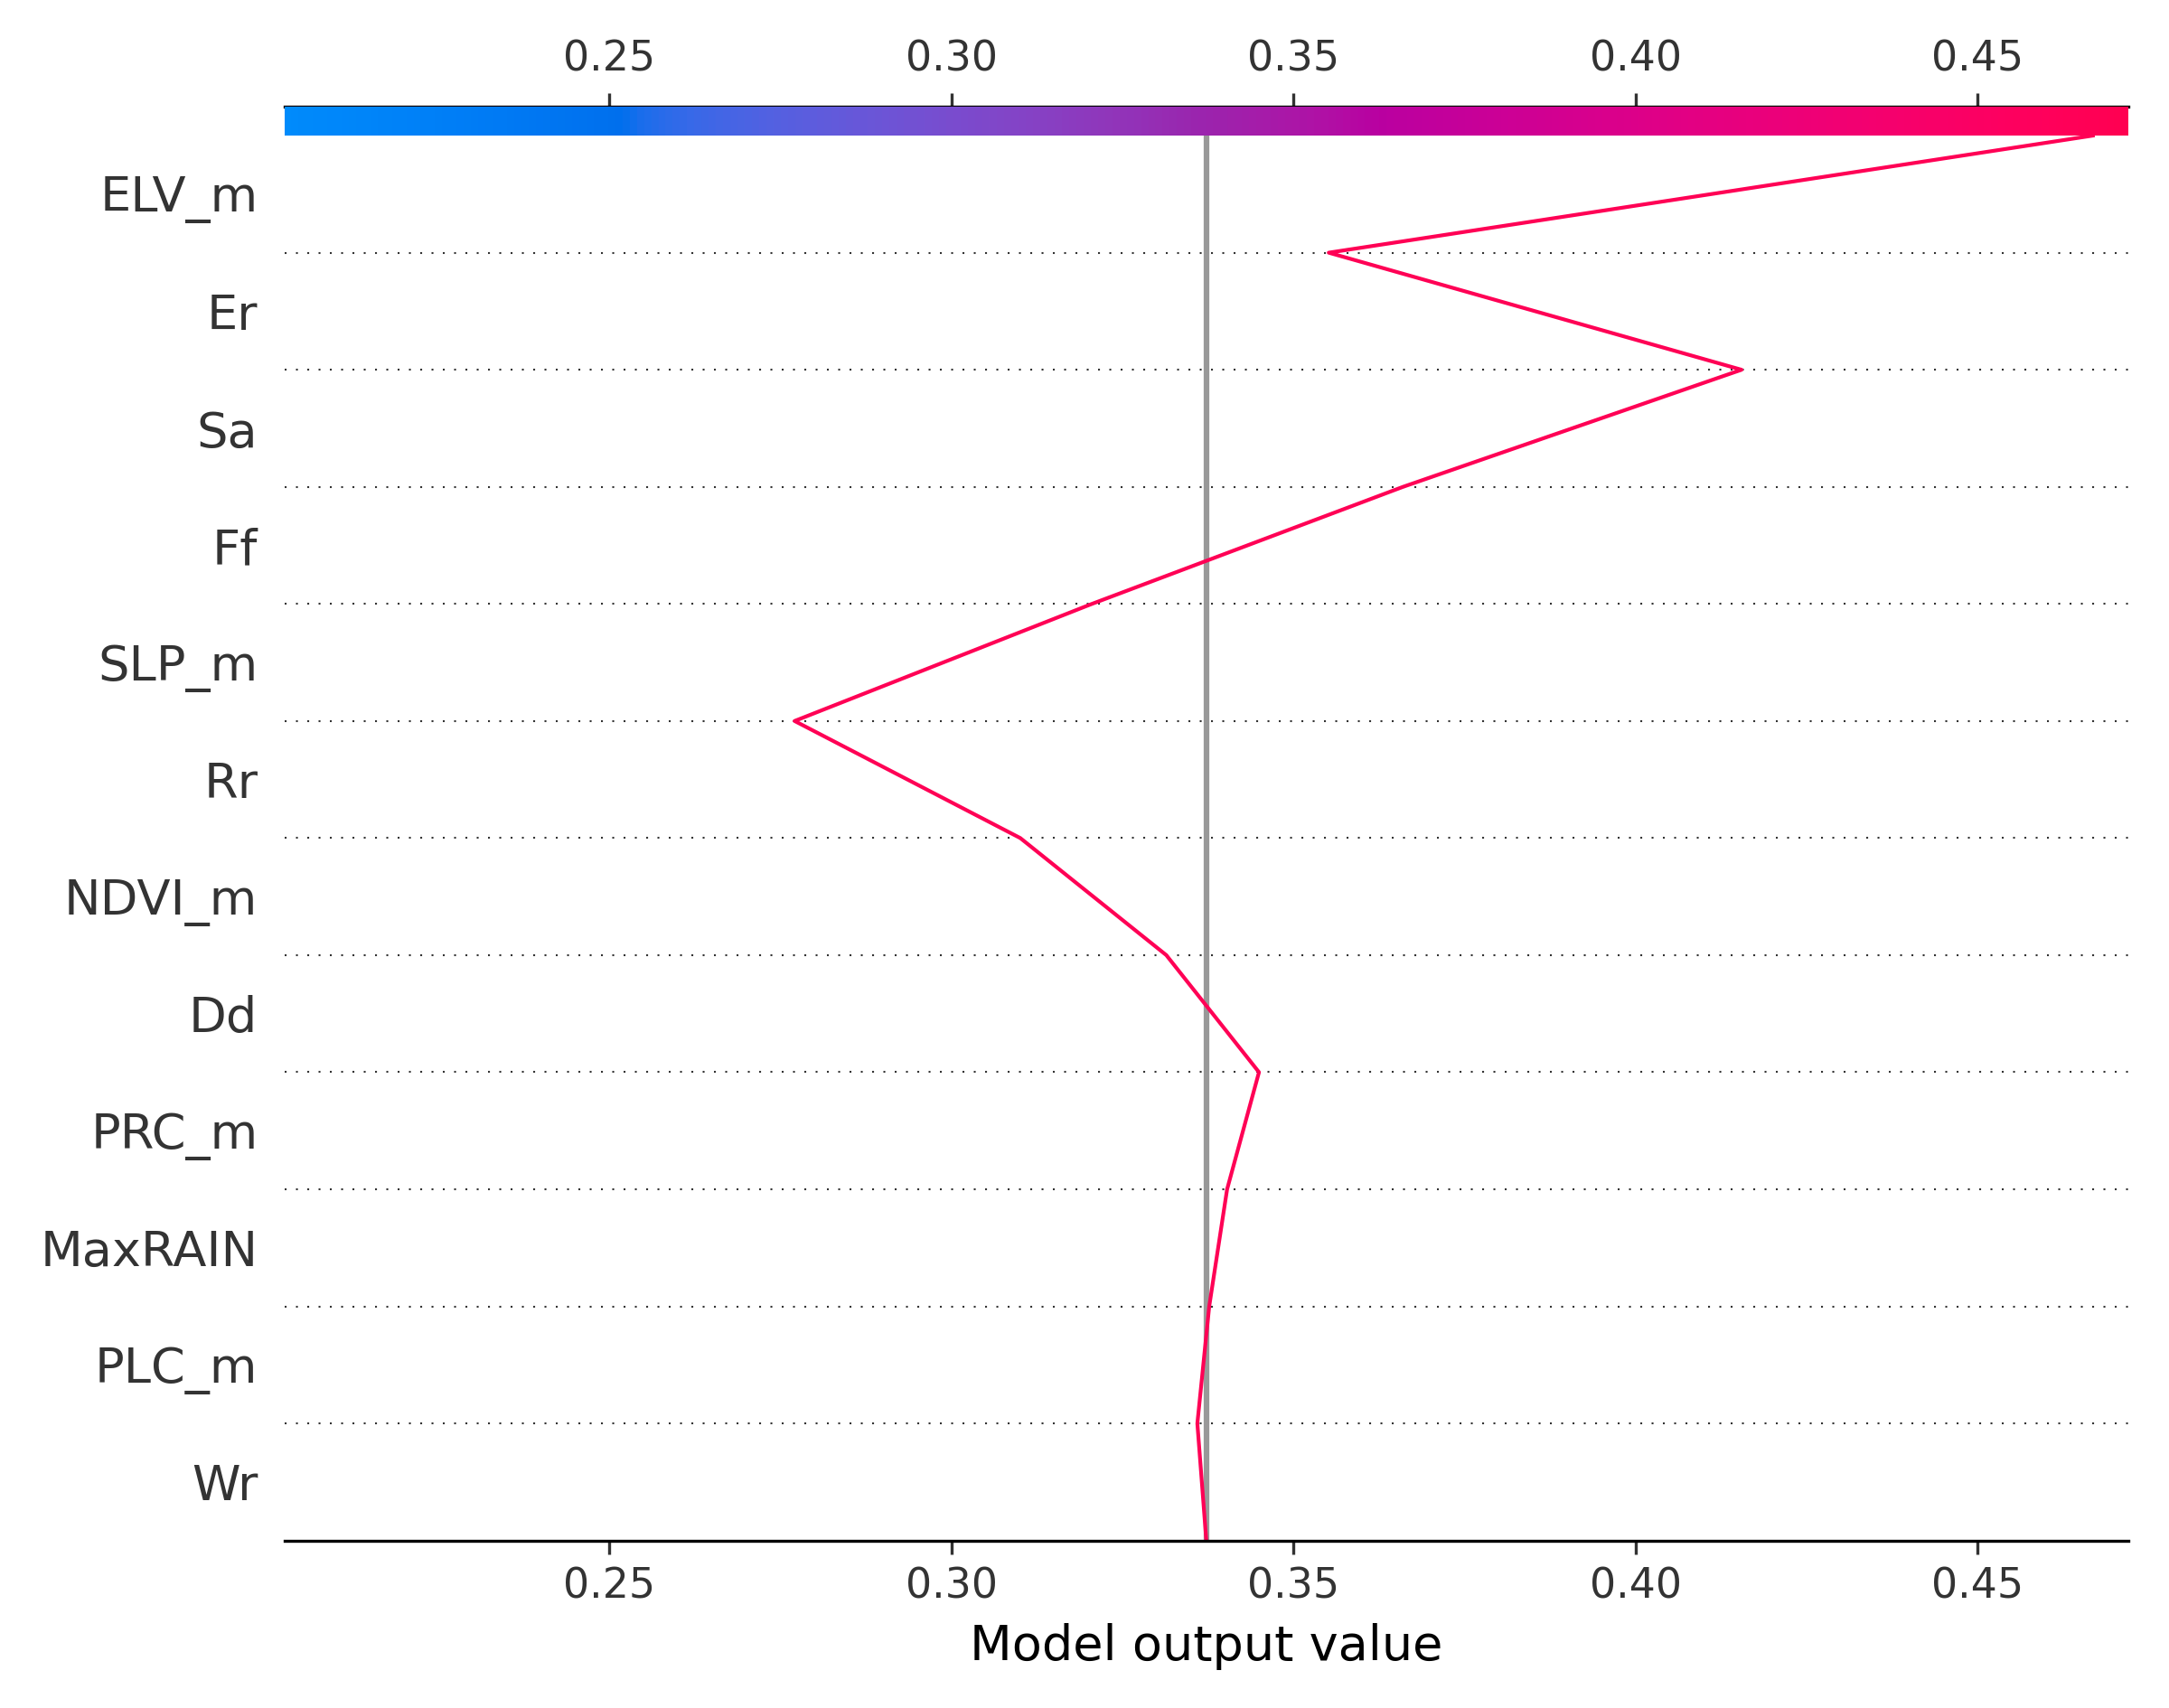 0.25 0.30 0.35 0.40 0.45
ELV_m
Er
Sa
Ff
SLP_m
Rr
NDVI_m
Dd
PRC_m
MaxRAIN
PLC_m
Wr
0.25 0.30 0.35 0.40 0.45
Model output value